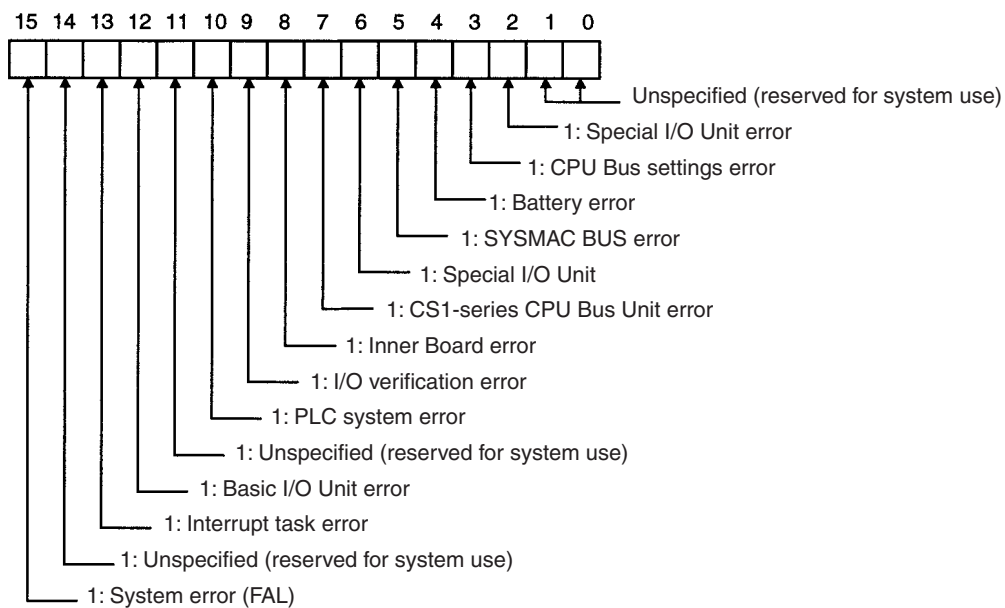 15 14 13 12 11 10 9 8 7 6 5 4 3 2 1 0
Unspecified (reserved for system use)
1: Special I/O Unit error
1: CPU Bus settings error
1: Battery error
1: SYSMAC BUS error
1: Special I/O Unit
1: CS1-series CPU Bus Unit error
1: Inner Board error
1: I/O verification error
1: PLC system error
1: Unspecified (reserved for system use)
1: Basic I/O Unit error
1: Interrupt task error
1: Unspecified (reserved for system use)
1: System error (FAL)